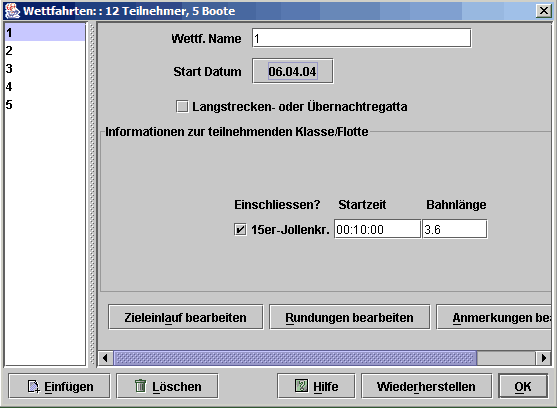 Wettfahrten: : 12 Teilnehmer, 5 Boote
1
2
3
4
5
Wettf. Name 1
Start Datum 06.04.04
Langstrecken- oder Übernachtregatta
Informationen zur teilnehmenden Klasse/Flotte
Einschliessen? Startzeit Bahnlänge
15er-Jollenkr. 00:10:00 3.6
Zieleinlauf bearbeiten Rundungen bearbeiten Anmerkungen be
Einfügen Löschen Hilfe Wiederherstellen OK